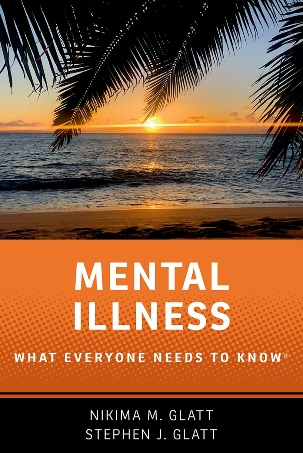 MENTAL
ILLNESS
WHAT EVERYONE NEEDS TO KNOW®
NIKIMA M. GLATT
STEPHEN J. GLATT